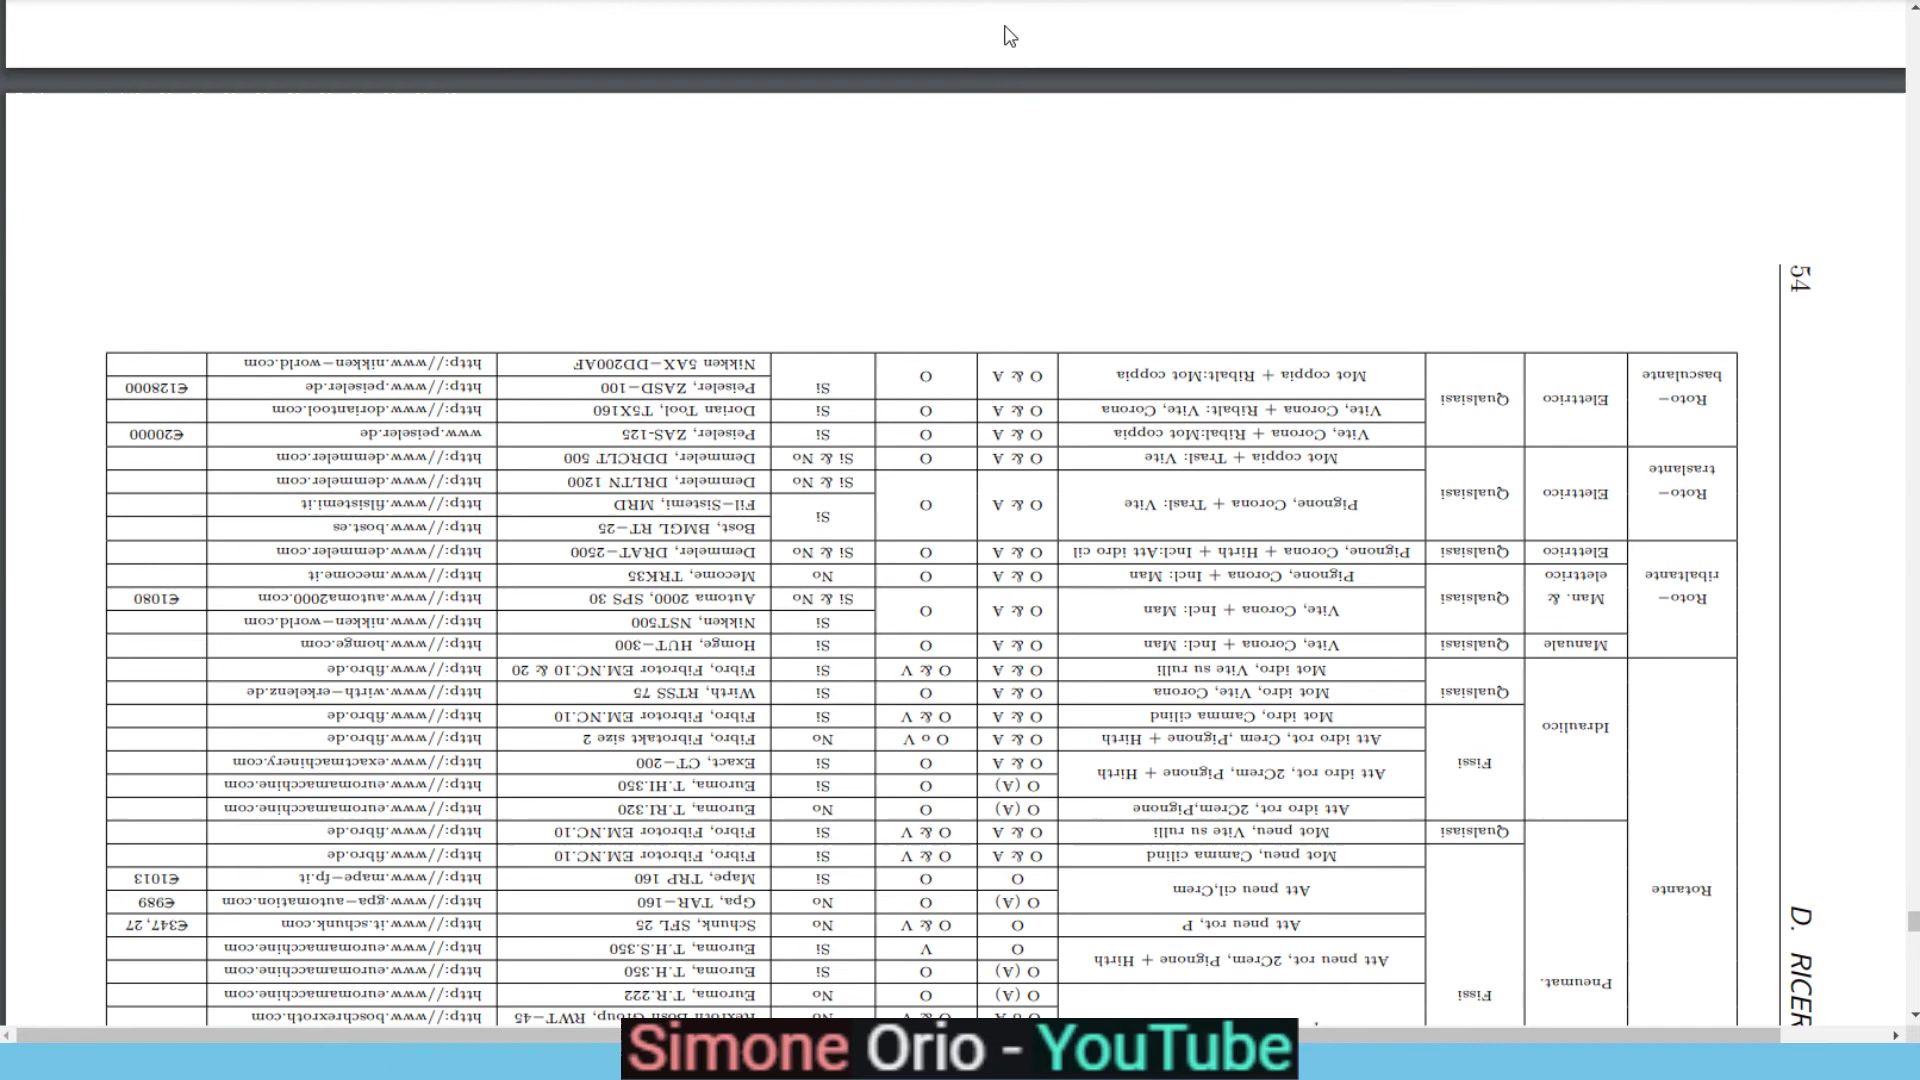 54
D. RICER
Rexroth Bosh Group, RWT-45 No O & V O o A http://www.boschrexroth.com
Pneumat. Fissi O (A) O No Euroma, T.R.222 http://www.euromamacchine.com
O (A) O Si Euroma, T.H.350 http://www.euromamacchine.com
Att pneu rot, 2Crem, Pignone + Hirth O V Si Euroma, T.H.S.350 http://www.euromamacchine.com
Att pneu rot, P O O & V No Schunk, SFL 25 http://www.it.schunk.com €347,27
O (A) O No Gpa, TAR-160 http://www.gpa-automation.com €989
Rotante Att pneu cil,Crem O O Si Mape, TRP 160 http://www.mape-fp.it €1013
Mot pneu, Camma cilind O & A O & V Si Fibro, Fibrotor EM.NC.10 http://www.fibro.de
Qualsiasi Mot pneu, Vite su rulli O & A O & V Si Fibro, Fibrotor EM.NC.10 http://www.fibro.de
Att idro rot, 2Crem,Pignone O (A) O No Euroma, T.RI.320 http://www.euromamacchine.com
O (A) O Si Euroma, T.HI.350 http://www.euromamacchine.com
Fissi Att idro rot, 2Crem, Pignone + Hirth O & A O Si Exact, CT-200 http://www.exactmachinery.com
Idraulico Att idro rot, Crem ,Pignone + Hirth O & A O o V No Fibro, Fibrotakt size 2 http://www.fibro.de
Mot idro, Camma cilind O & A O & V Si Fibro, Fibrotor EM.NC.10 http://www.fibro.de
Qualsiasi Mot idro, Vite, Corona O & A O Si Wirth, RTSS 75 http://www.wirth-erkelenz.de
Mot idro, Vite su rulli O & A O & V Si Fibro, Fibrotor EM.NC.10 & 20 http://www.fibro.de
Manuale Qualsiasi Vite, Corona + Incl: Man O & A O Si Homge, HUT-300 http://www.homge.com
Si Nikken, NST500 http://www.nikken-world.com
Roto- Man. & Qualsiasi Vite, Corona + Incl: Man O & A O Si & No Automa 2000, SPS 30 http://www.automa2000.com €1080
ribaltante elettrico Pignone, Corona + Incl: Man O & A O No Mecome, TRK35 http://www.mecome.it
Elettrico Qualsiasi Pignone, Corona + Hirth + Incl:Att idro cil O & A O Si & No Demmeler, DRAT-2500 http://www.demmeler.com
Si Bost, BMGL RT-25 http://www.bost.es
Roto- Elettrico Qualsiasi Pignone, Corona + Trasl: Vite O & A O Fil-Sistemi, MRD http://www.filsistemi.it
traslante Si & No Demmeler, DRLTN 1200 http://www.demmeler.com
Mot coppia + Trasl: Vite O & A O Si & No Demmeler, DDRCLT 500 http://www.demmeler.com
Vite, Corona + Ribal:Mot coppia O & A O Si Peiseler, ZAS-125 www.peiseler.de €20000
Roto- Elettrico Qualsiasi Vite, Corona + Ribalt: Vite, Corona O & A O Si Dorian Tool, T5X160 http://www.doriantool.com
basculante Mot coppia + Ribalt:Mot coppia O & A O Si Peiseler, ZASD-100 http://www.peiseler.de €128000
Nikken 5AX-DD200AF http://www.nikken-world.com
Simone Orio - YouTube